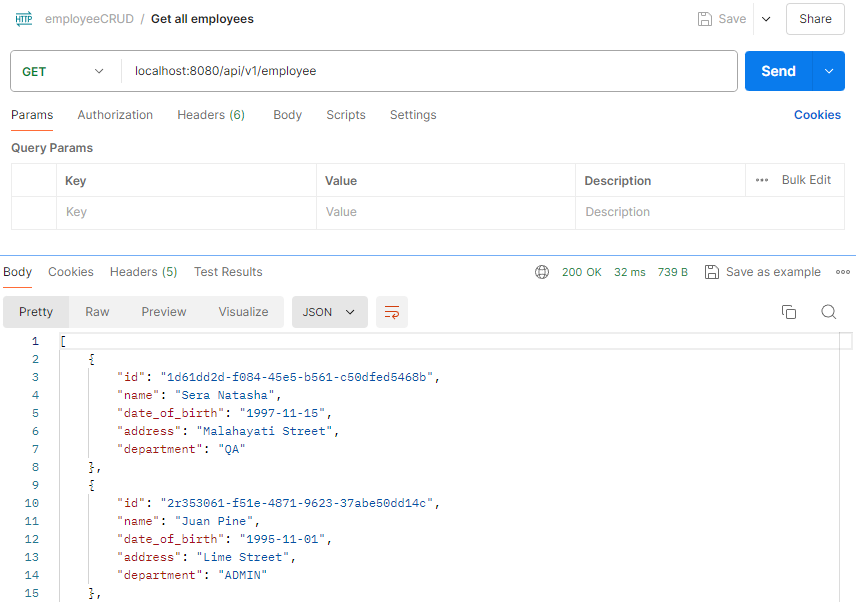 HTTP employeeCRUD / Get all employees Save Share
GET localhost:8080/api/v1/employee Send
Params Authorization Headers (6) Body Scripts Settings Cookies
Query Params
Key Value Description ••• Bulk Edit
Key Value Description
Body Cookies Headers (5) Test Results 200 OK 32 ms 739 B Save as example
Pretty Raw Preview Visualize JSON
1 [
2 {
3 "id": "1d61dd2d-f084-45e5-b561-c50dfed5468b",
4 "name": "Sera Natasha",
5 "date_of_birth": "1997-11-15",
6 "address": "Malahayati Street",
7 "department": "QA"
8 },
9 {
10 "id": "2r353061-f51e-4871-9623-37abe50dd14c",
11 "name": "Juan Pine",
12 "date_of_birth": "1995-11-01",
13 "address": "Lime Street",
14 "department": "ADMIN"
15 },